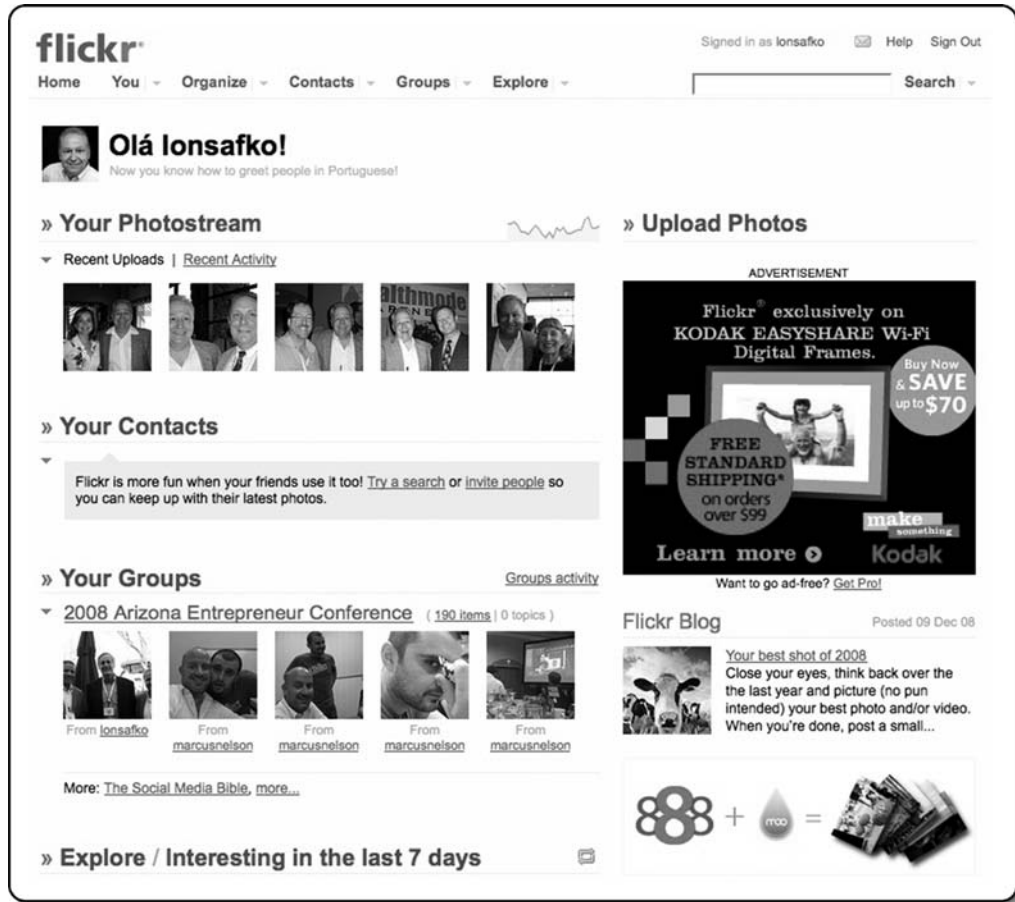 flickr
Signed in as lonsafko Help Sign Out
Home You Organize Contacts Groups Explore Search
Olá lonsafko!
Now you know how to greet people in Portuguese!
» Your Photostream
Recent Uploads | Recent Activity
althmode
» Your Contacts
Flickr is more fun when your friends use it too! Try a search or invite people so
you can keep up with their latest photos.
» Your Groups Groups activity
2008 Arizona Entrepreneur Conference ( 190 items | 0 topics )
From lonsafko
From
marcusnelson
From
marcusnelson
From
marcusnelson
From
marcusnelson
More: The Social Media Bible, more...
» Explore / Interesting in the last 7 days
» Upload Photos
ADVERTISEMENT
Flickr® exclusively on
KODAK EASYSHARE Wi-Fi
Digital Frames.
Buy Now
& SAVE
up to $70
FREE
STANDARD
SHIPPING*
on orders
over $99
make
something
Learn more
Kodak
Want to go ad-free? Get Pro!
Flickr Blog Posted 09 Dec 08
Your best shot of 2008
Close your eyes, think back over the
the last year and picture (no pun
intended) your best photo and/or video.
When you're done, post a small...
888 + moo =